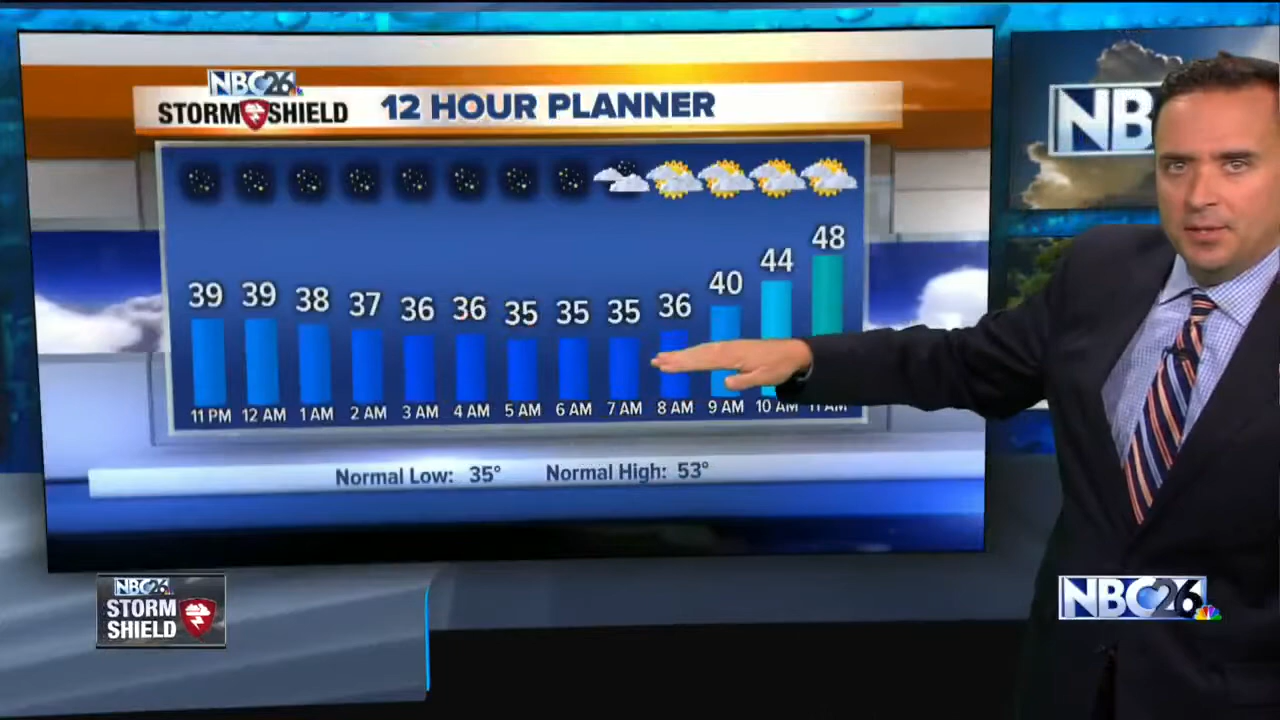 NBC26
STORM SHIELD
12 HOUR PLANNER
NB
39 39 38 37 36 36 35 35 35 36 40 44 48
11 PM 12 AM 1 AM 2 AM 3 AM 4 AM 5 AM 6 AM 7 AM 8 AM 9 AM 10 AM 11 AM
Normal Low: 35° Normal High: 53°
NBC26
STORM
SHIELD
NBC26